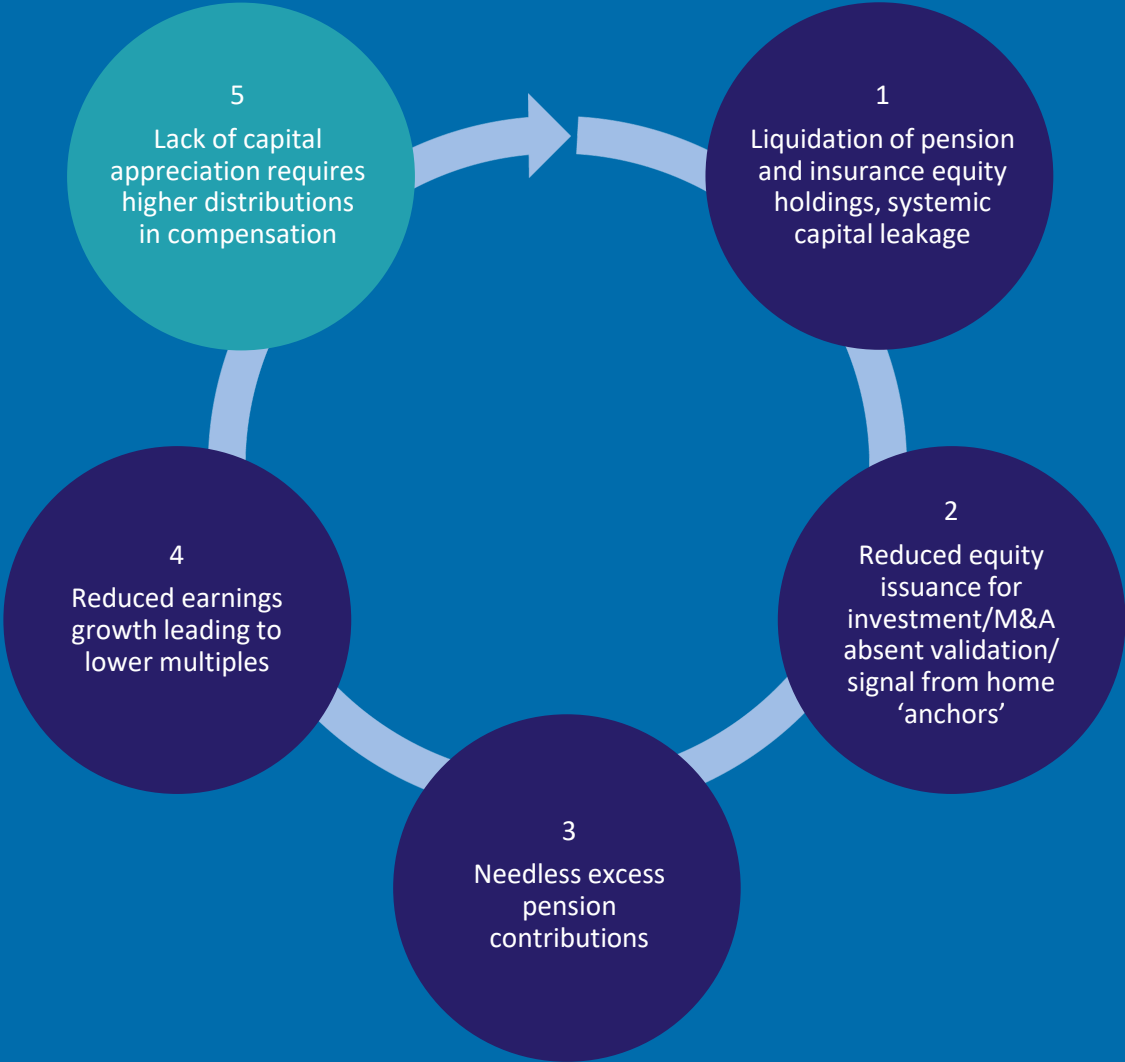 1
Liquidation of pension
and insurance equity
holdings, systemic
capital leakage
2
Reduced equity
issuance for
investment/M&A
absent validation/
signal from home
‘anchors’
3
Needless excess
pension
contributions
4
Reduced earnings
growth leading to
lower multiples
5
Lack of capital
appreciation requires
higher distributions
in compensation